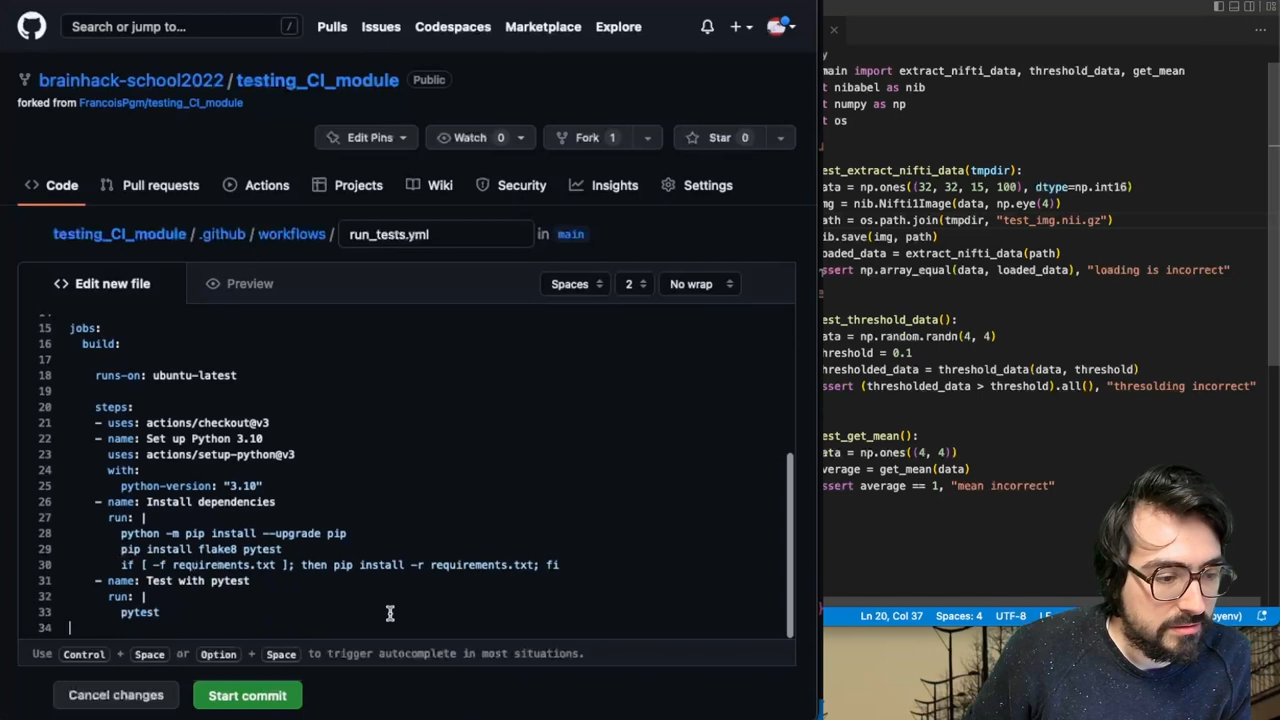 Search or jump to...
/
Pulls
Issues
Codespaces
Marketplace
Explore
brainhack-school2022 / testing_CI_module
Public
forked from FrancoisPgm/testing_CI_module
Edit Pins
Watch 0
Fork 1
Star 0
Code
Pull requests
Actions
Projects
Wiki
Security
Insights
Settings
testing_CI_module / .github / workflows / run_tests.yml in main
Edit new file
Preview
Spaces
2
No wrap
15 jobs:
16 build:
17
18 runs-on: ubuntu-latest
19
20 steps:
21 - uses: actions/checkout@v3
22 - name: Set up Python 3.10
23 uses: actions/setup-python@v3
24 with:
25 python-version: "3.10"
26 - name: Install dependencies
27 run: |
28 python -m pip install --upgrade pip
29 pip install flake8 pytest
30 if [ -f requirements.txt ]; then pip install -r requirements.txt; fi
31 - name: Test with pytest
32 run: |
33 pytest
34
Use Control + Space or Option + Space to trigger autocomplete in most situations.
Cancel changes
Start commit
main import extract_nifti_data, threshold_data, get_mean
t nibabel as nib
t numpy as np
t os
est_extract_nifti_data(tmpdir):
ata = np.ones((32, 32, 15, 100), dtype=np.int16)
mg = nib.Nifti1Image(data, np.eye(4))
ath = os.path.join(tmpdir, "test_img.nii.gz")
ib.save(img, path)
oaded_data = extract_nifti_data(path)
ssert np.array_equal(data, loaded_data), "loading is incorrect"
est_threshold_data():
ata = np.random.randn(4, 4)
hreshold = 0.1
hresholded_data = threshold_data(data, threshold)
ssert (thresholded_data > threshold).all(), "thresolding incorrect"
est_get_mean():
ata = np.ones((4, 4))
verage = get_mean(data)
ssert average == 1, "mean incorrect"
Ln 20, Col 37
Spaces: 4
UTF-8
yenv)